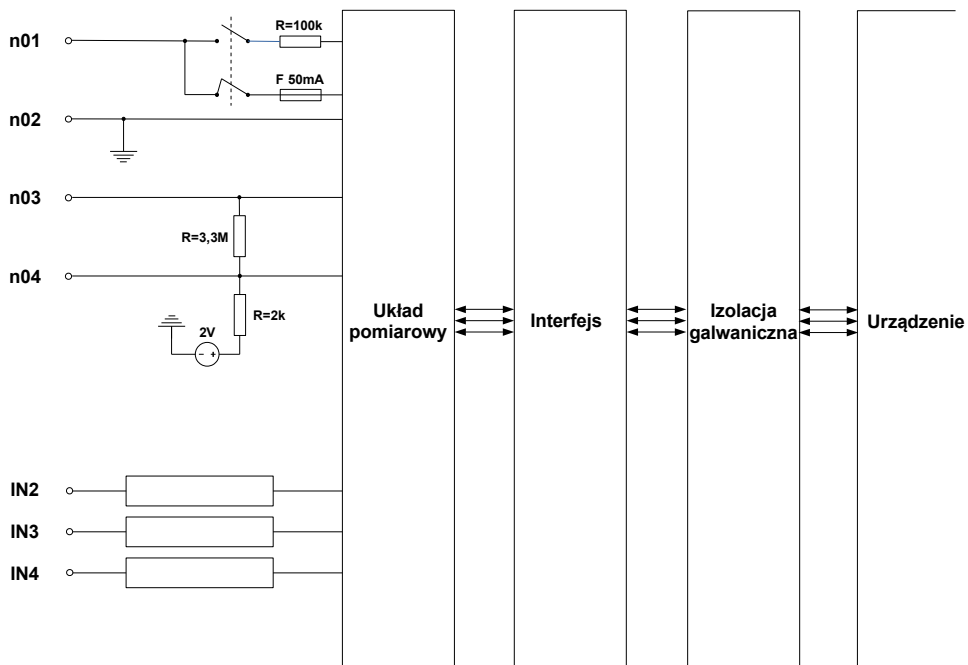 n01
R=100k
F 50mA
n02
n03
R=3,3M
n04
R=2k
2V
Układ
pomiarowy
Interfejs
Izolacja
galwaniczna
Urządzenie
IN2
IN3
IN4